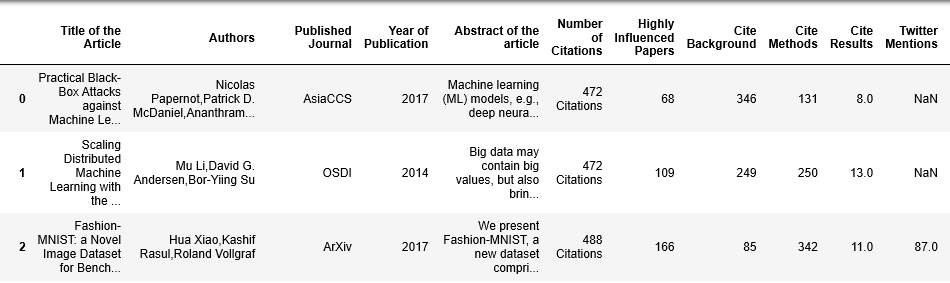 Title of the Article Authors Published Journal Year of Publication Abstract of the article Number of Citations Highly Influenced Papers Cite Background Cite Methods Cite Results Twitter Mentions
0 Practical Black-Box Attacks against Machine Le... Nicolas Papernot,Patrick D. McDaniel,Ananthram... AsiaCCS 2017 Machine learning (ML) models, e.g., deep neura... 472 Citations 68 346 131 8.0 NaN
1 Scaling Distributed Machine Learning with the ... Mu Li,David G. Andersen,Bor-Yiing Su OSDI 2014 Big data may contain big values, but also brin... 472 Citations 109 249 250 13.0 NaN
2 Fashion-MNIST: a Novel Image Dataset for Bench... Hua Xiao,Kashif Rasul,Roland Vollgraf ArXiv 2017 We present Fashion-MNIST, a new dataset compri... 488 Citations 166 85 342 11.0 87.0